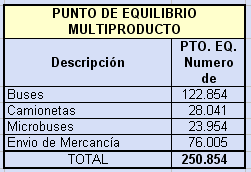 PUNTO DE EQUILIBRIO
MULTIPRODUCTO
Descripción PTO. EQ. Numero de
Buses 122.854
Camionetas 28.041
Microbuses 23.954
Envio de Mercancía 76.005
TOTAL 250.854